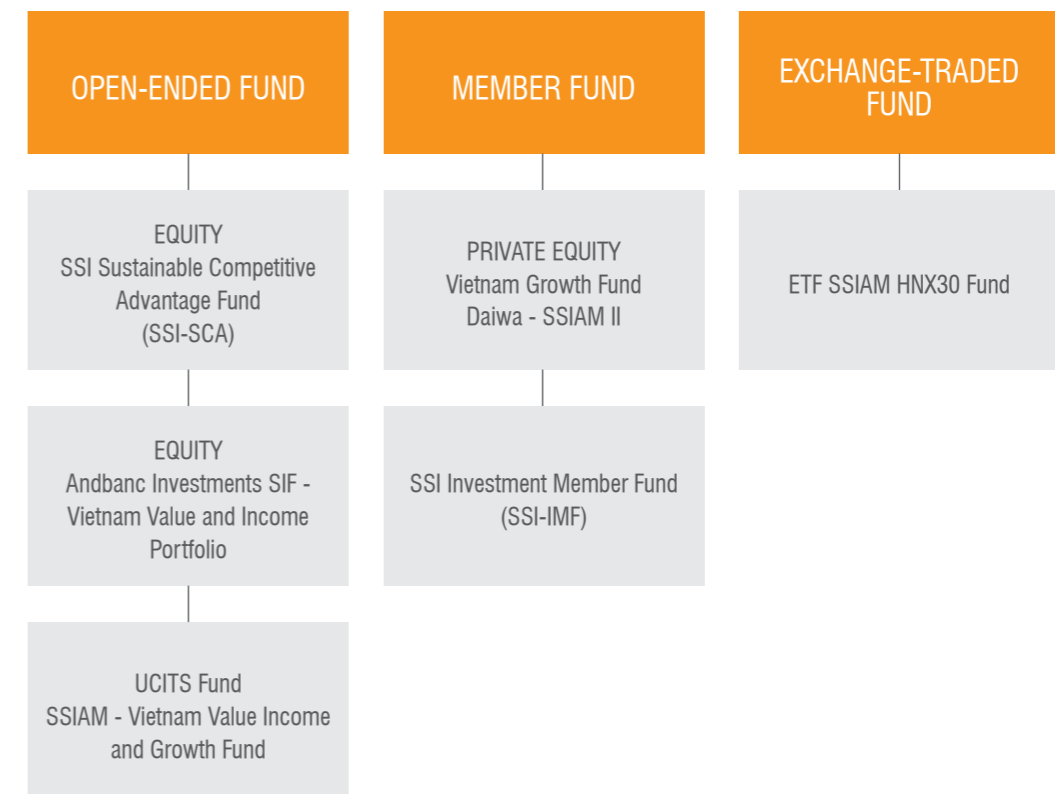 OPEN-ENDED FUND
EQUITY
SSI Sustainable Competitive
Advantage Fund
(SSI-SCA)
EQUITY
Andbanc Investments SIF -
Vietnam Value and Income
Portfolio
UCITS Fund
SSIAM - Vietnam Value Income
and Growth Fund
MEMBER FUND
PRIVATE EQUITY
Vietnam Growth Fund
Daiwa - SSIAM II
SSI Investment Member Fund
(SSI-IMF)
EXCHANGE-TRADED
FUND
ETF SSIAM HNX30 Fund